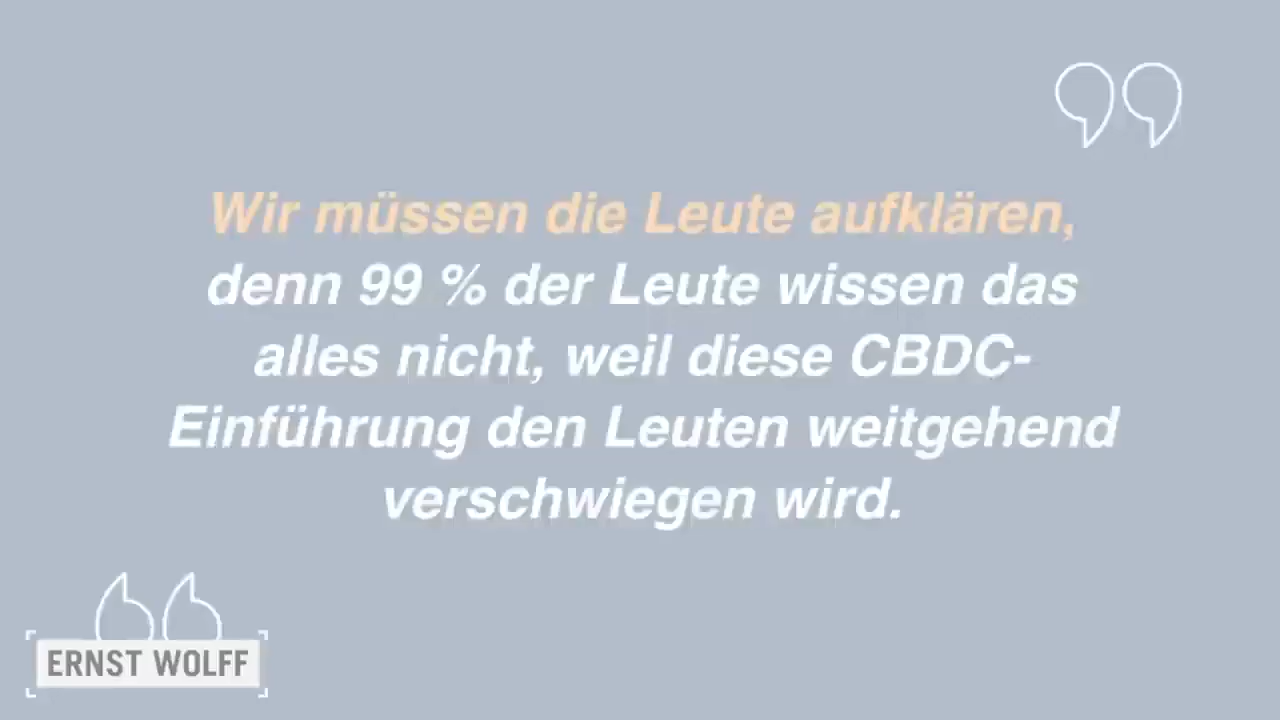 Wir müssen die Leute aufklären,
denn 99 % der Leute wissen das
alles nicht, weil diese CBDC-
Einführung den Leuten weitgehend
verschwiegen wird.
ERNST WOLFF